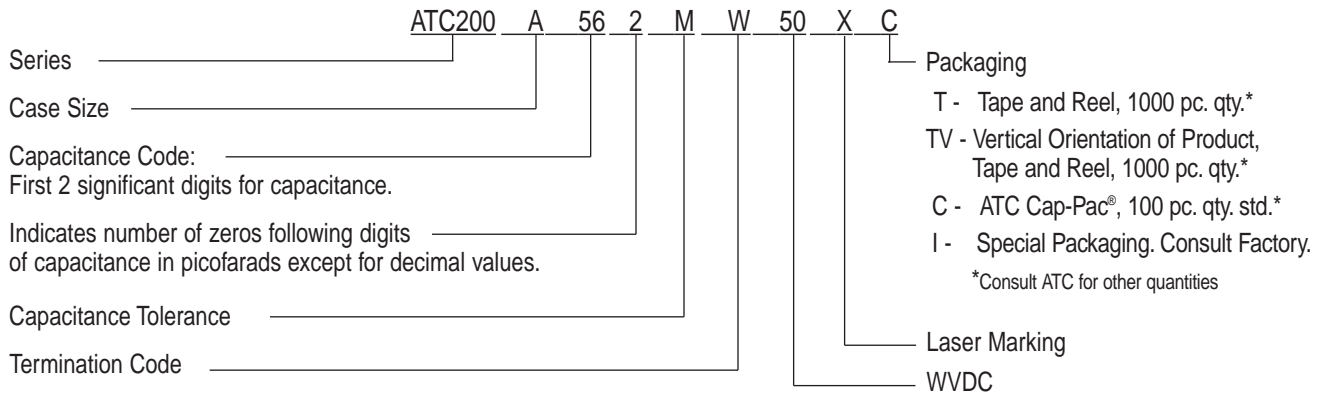 ATC200 A 56 2 M W 50 X C
Series
Case Size
Capacitance Code:
First 2 significant digits for capacitance.
Indicates number of zeros following digits
of capacitance in picofarads except for decimal values.
Capacitance Tolerance
Termination Code
Packaging
T - Tape and Reel, 1000 pc. qty.*
TV - Vertical Orientation of Product,
Tape and Reel, 1000 pc. qty.*
C - ATC Cap-Pac®, 100 pc. qty. std.*
I - Special Packaging. Consult Factory.
*Consult ATC for other quantities
Laser Marking
WVDC